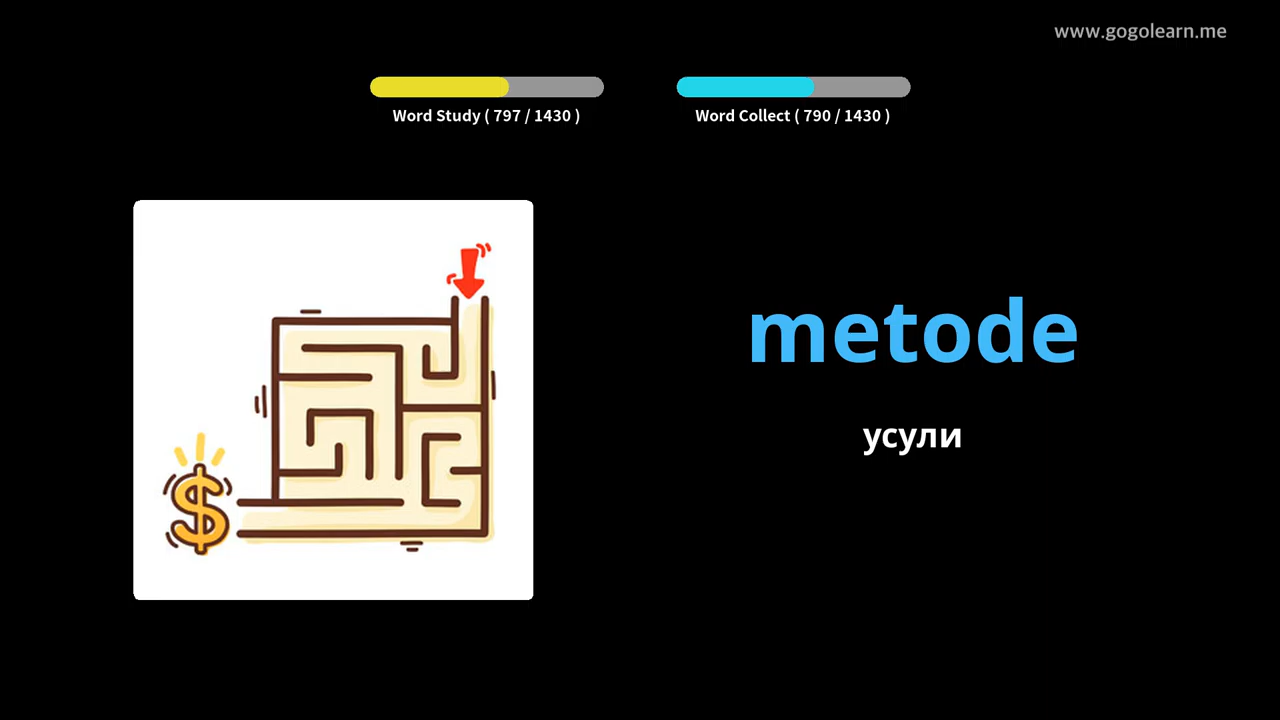 www.gogolearn.me
Word Study ( 797 / 1430 )
Word Collect ( 790 / 1430 )
$
metode
усули